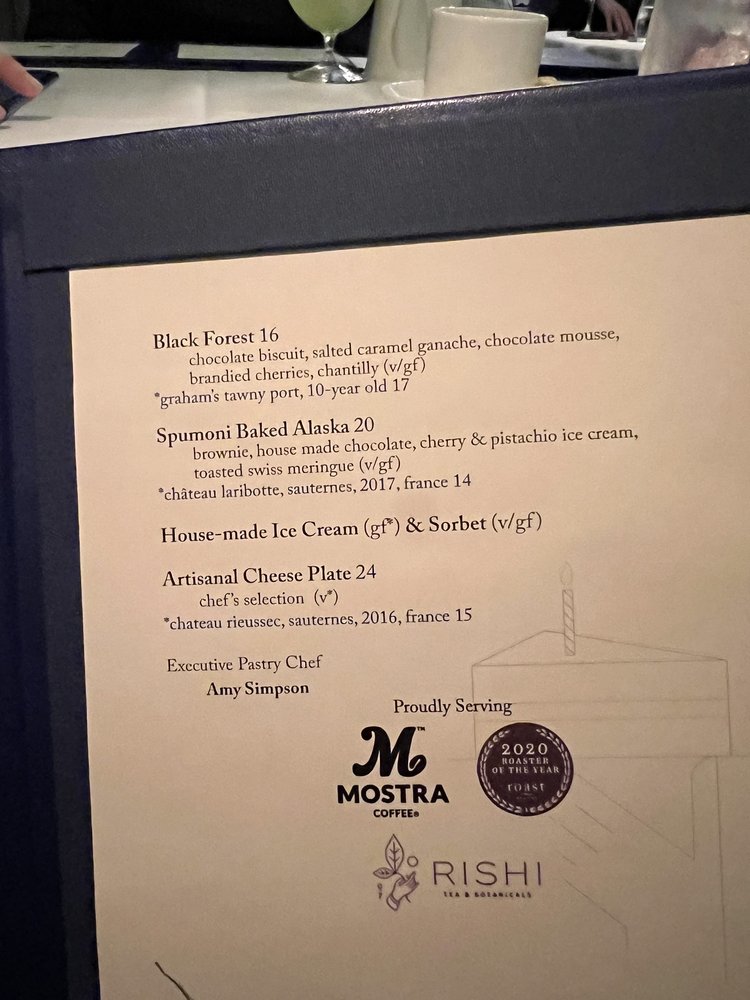 Black Forest 16
chocolate biscuit, salted caramel ganache, chocolate mousse,
brandied cherries, chantilly (v/gf)
*graham's tawny port, 10-year old 17
Spumoni Baked Alaska 20
brownie, house made chocolate, cherry & pistachio ice cream,
toasted swiss meringue (v/gf)
*château laribotte, sauternes, 2017, france 14
House-made Ice Cream (gf*) & Sorbet (v/gf)
Artisanal Cheese Plate 24
chef's selection (v*)
*chateau rieussec, sauternes, 2016, france 15
Executive Pastry Chef
Amy Simpson
Proudly Serving
M™
MOSTRA
COFFEE®
2020
ROASTER
OF THE YEAR
roast
RISHI
TEA & BOTANICALS